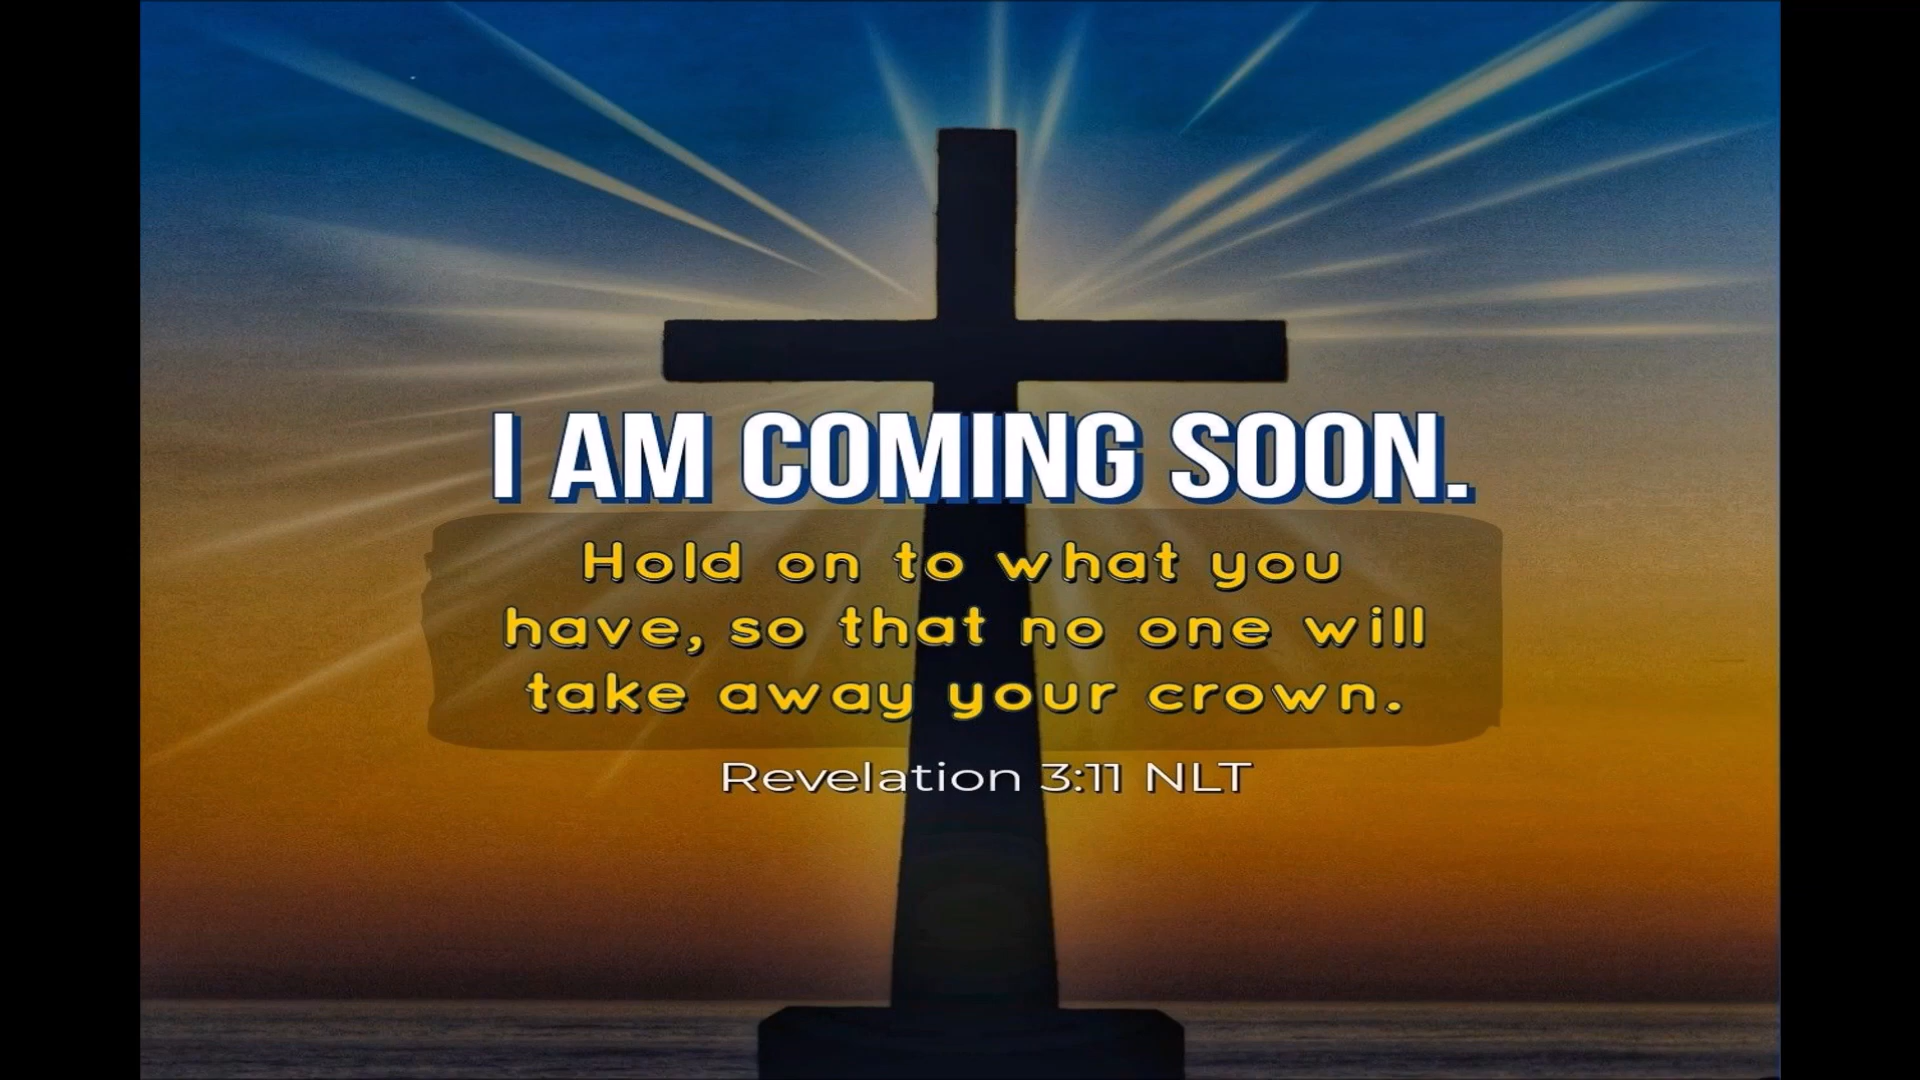 I AM COMING SOON.
Hold on to what you
have, so that no one will
take away your crown.
Revelation 3:11 NLT